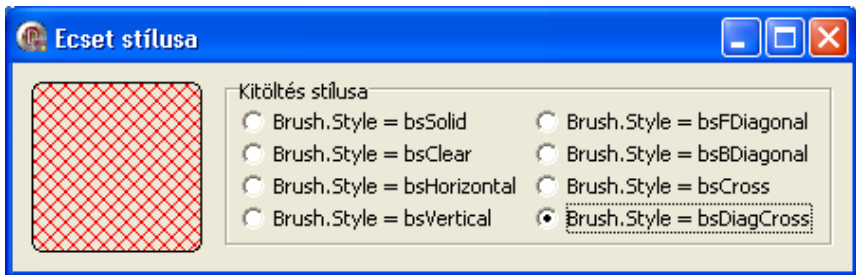 Ecset stílusa
Kitöltés stílusa
Brush.Style = bsSolid
Brush.Style = bsClear
Brush.Style = bsHorizontal
Brush.Style = bsVertical
Brush.Style = bsFDiagonal
Brush.Style = bsBDiagonal
Brush.Style = bsCross
Brush.Style = bsDiagCross